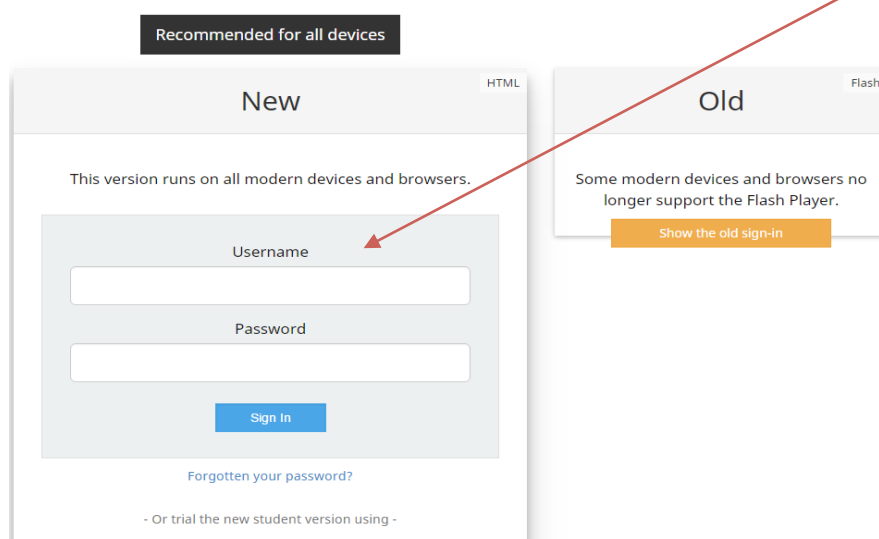 Recommended for all devices
HTML
New
This version runs on all modern devices and browsers.
Username
Password
Sign In
Forgotten your password?
- Or trial the new student version using -
Flash
Old
Some modern devices and browsers no
longer support the Flash Player.
Show the old sign-in